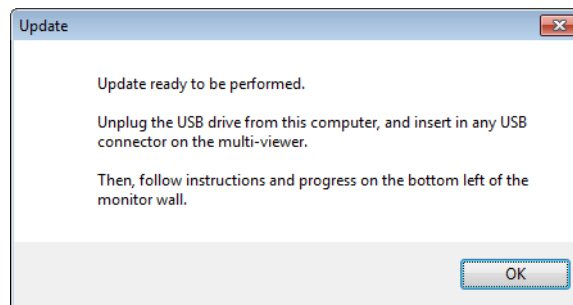 Update
Update ready to be performed.
Unplug the USB drive from this computer, and insert in any USB
connector on the multi-viewer.
Then, follow instructions and progress on the bottom left of the
monitor wall.
OK